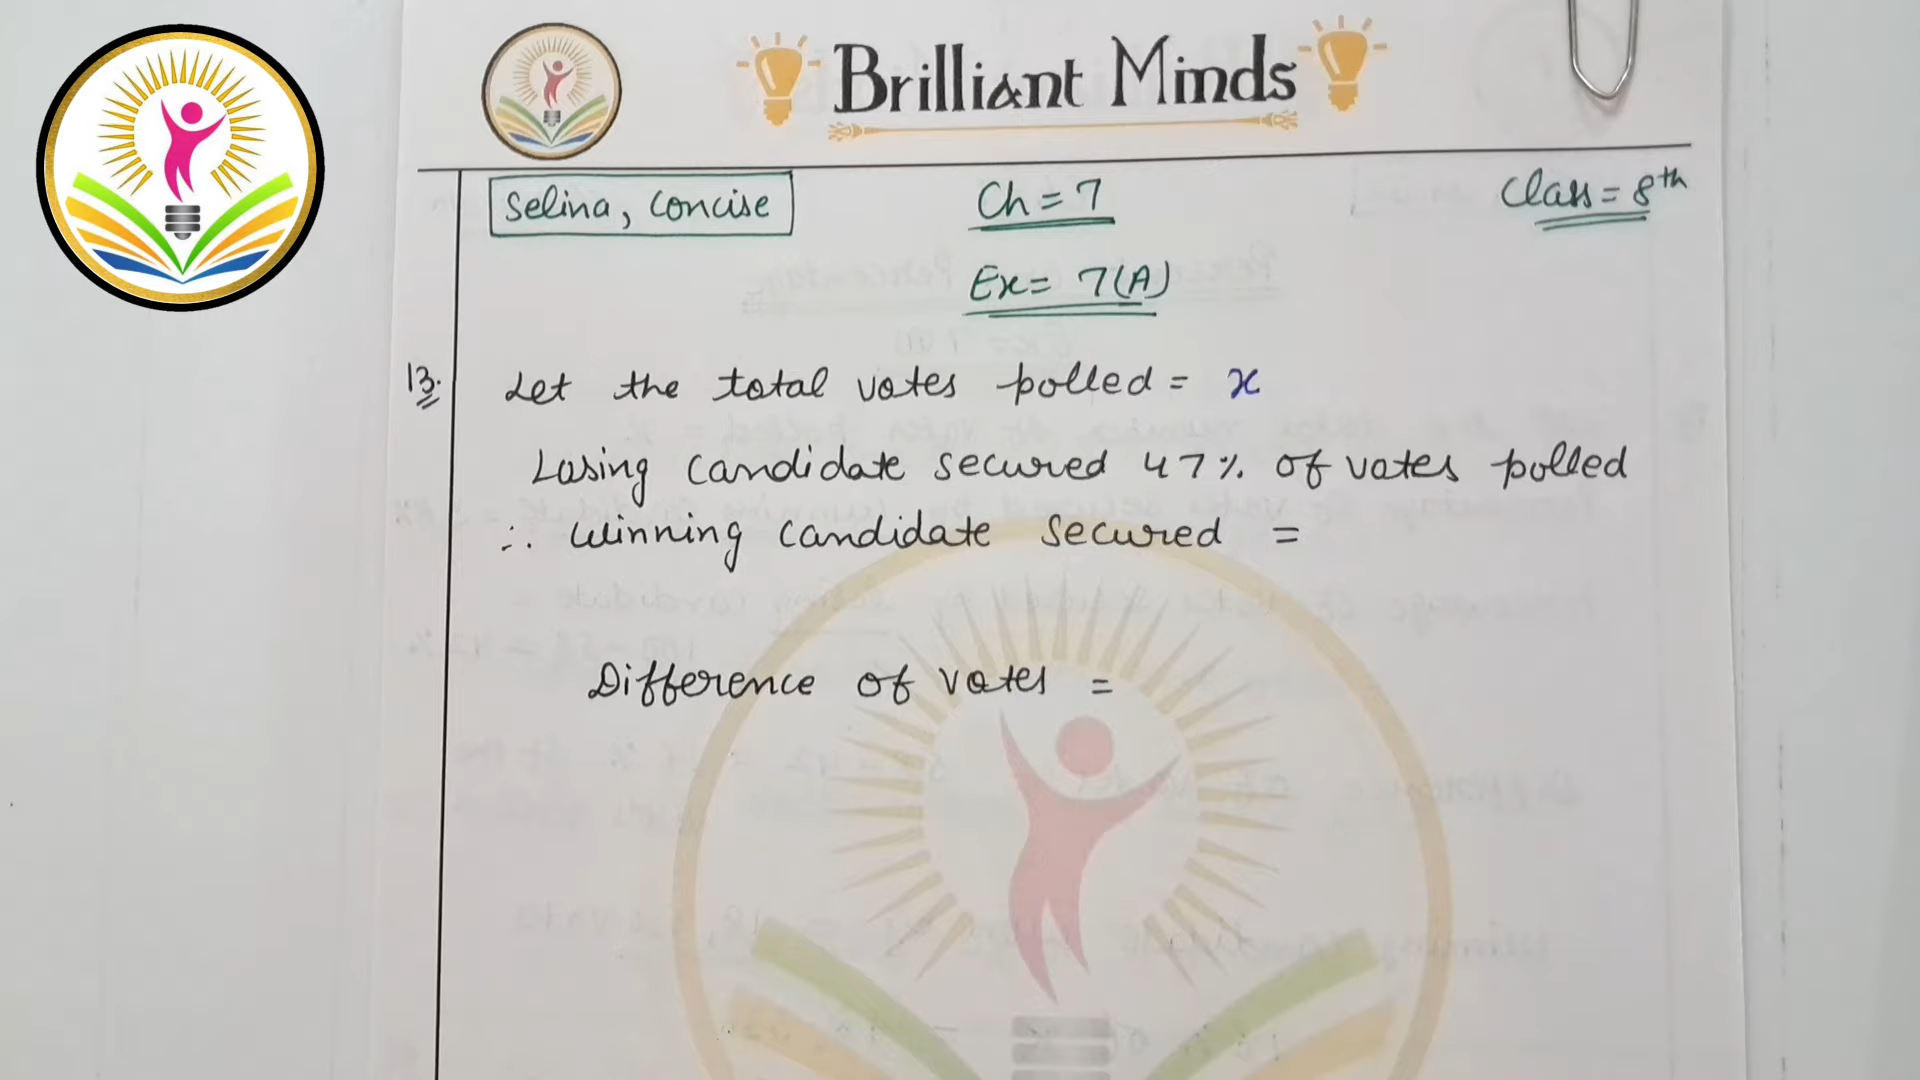 Brilliant Minds
Selina, Concise
Ch = 7
Class = 8th
Ex = 7(A)
13. Let the total votes polled = x
Losing candidate secured 47% of votes polled
∴ Winning candidate secured =
Difference of votes =